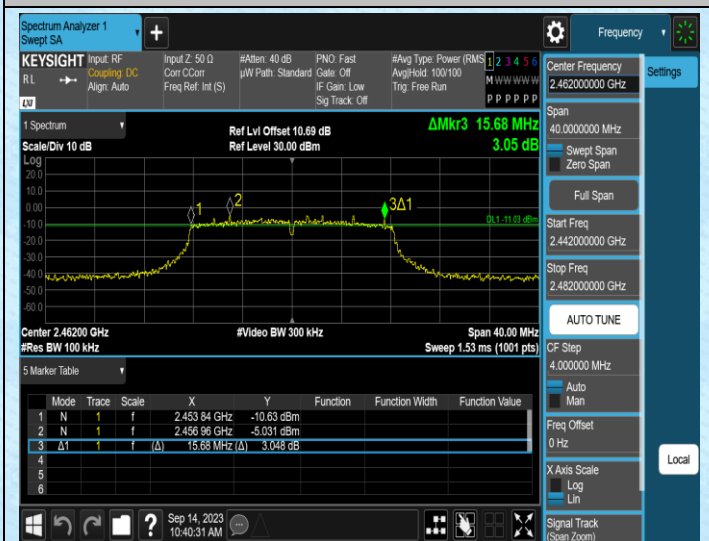 Spectrum Analyzer 1
Swept SA
+
Frequency
KEYSIGHT
RL
LXI
Input: RF
Coupling: DC
Align: Auto
Input Z: 50 Ω
Corr CCorr
Freq Ref: Int (S)
#Atten: 40 dB
µW Path: Standard
PNO: Fast
Gate: Off
IF Gain: Low
Sig Track: Off
#Avg Type: Power (RMS
Avg|Hold: 100/100
Trig: Free Run
1 2 3 4 5 6
M W W W W W
P P P P P P
1 Spectrum
Scale/Div 10 dB
Ref Lvl Offset 10.69 dB
Ref Level 30.00 dBm
ΔMkr3 15.68 MHz
3.05 dB
Log
20.0
10.0
0.00
-10.0
-20.0
-30.0
-40.0
-50.0
-60.0
1
2
3Δ1
DL1 -11.03 dBm
Center 2.46200 GHz
#Video BW 300 kHz
Span 40.00 MHz
#Res BW 100 kHz
Sweep 1.53 ms (1001 pts)
5 Marker Table
Mode Trace Scale X Y Function Function Width Function Value
1 N 1 f 2.453 84 GHz -10.63 dBm
2 N 1 f 2.456 96 GHz -5.031 dBm
3 Δ1 1 f (Δ) 15.68 MHz (Δ) 3.048 dB
4
5
6
?
Sep 14, 2023
10:40:31 AM
Center Frequency
2.462000000 GHz
Settings
Span
40.0000000 MHz
Swept Span
Zero Span
Full Span
Start Freq
2.442000000 GHz
Stop Freq
2.482000000 GHz
AUTO TUNE
CF Step
4.000000 MHz
Auto
Man
Freq Offset
0 Hz
X Axis Scale
Log
Lin
Local
Signal Track
(Span Zoom)